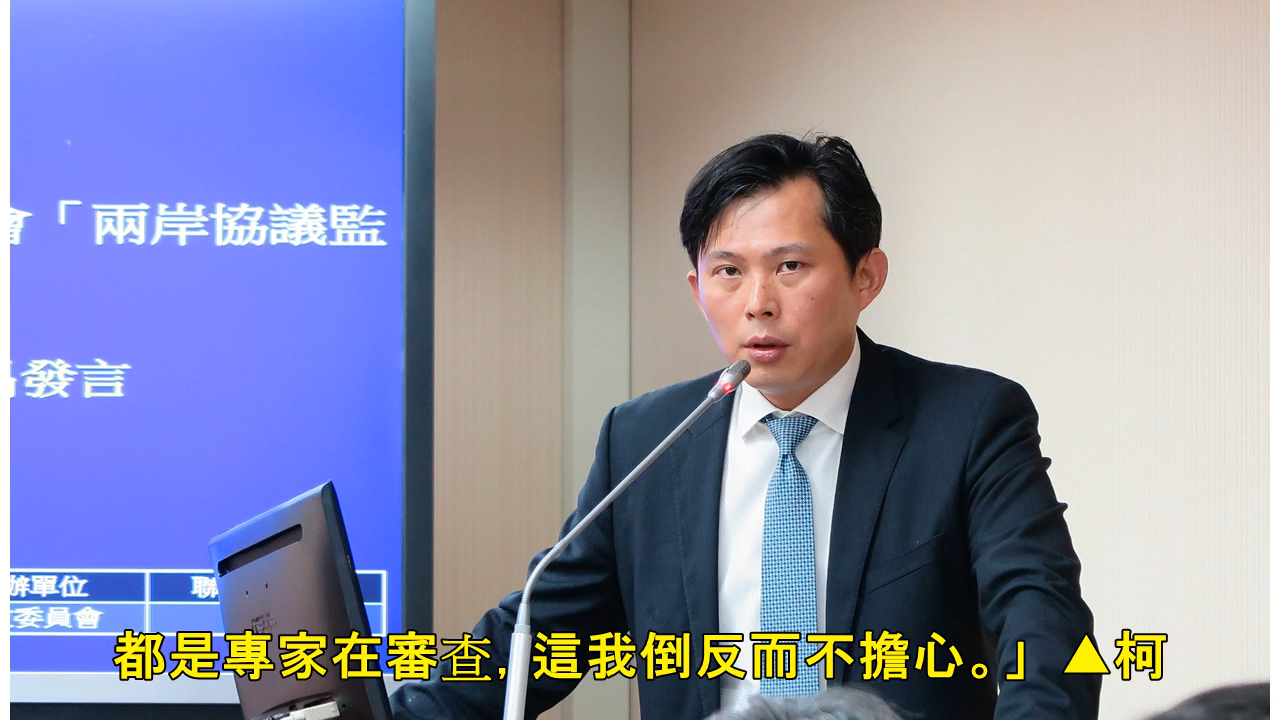 會「兩岸協議監
發言
辦單位
聯
委員會
都是專家在審查，這我倒反而不擔心。」▲柯